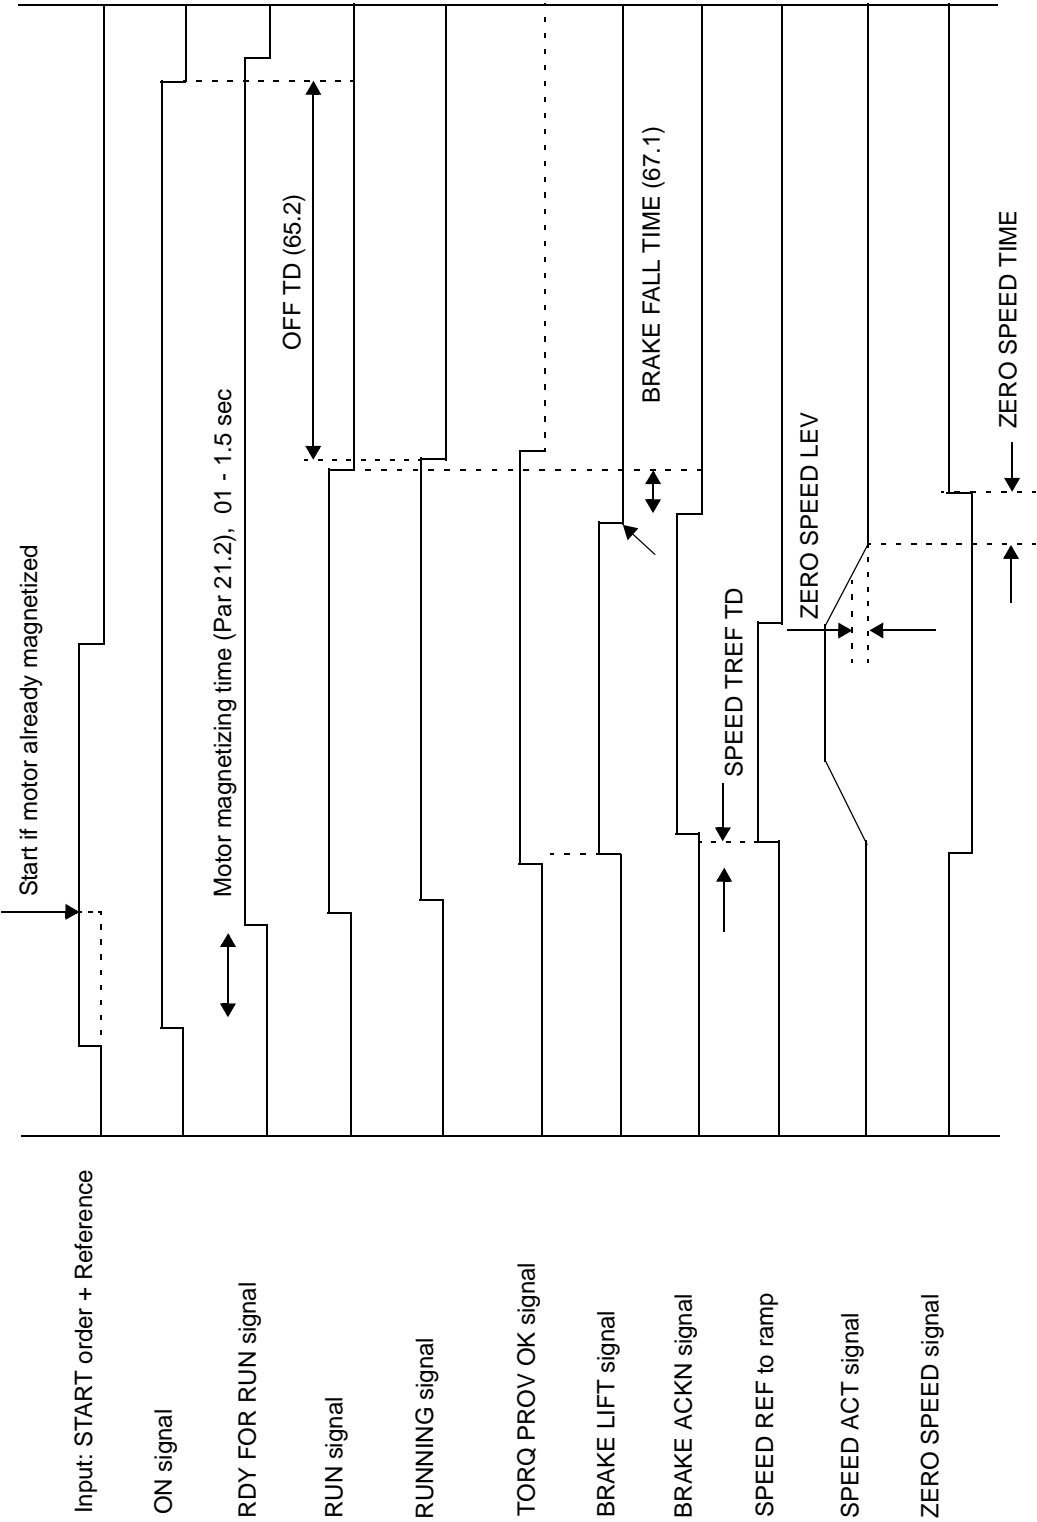 Start if motor already magnetized
Input: START order + Reference
ON signal
Motor magnetizing time (Par 21.2), 01 - 1.5 sec
RDY FOR RUN signal
OFF TD (65.2)
RUN signal
RUNNING signal
TORQ PROV OK signal
BRAKE LIFT signal
BRAKE FALL TIME (67.1)
BRAKE ACKN signal
SPEED TREF TD
SPEED REF to ramp
ZERO SPEED LEV
SPEED ACT signal
ZERO SPEED signal
ZERO SPEED TIME